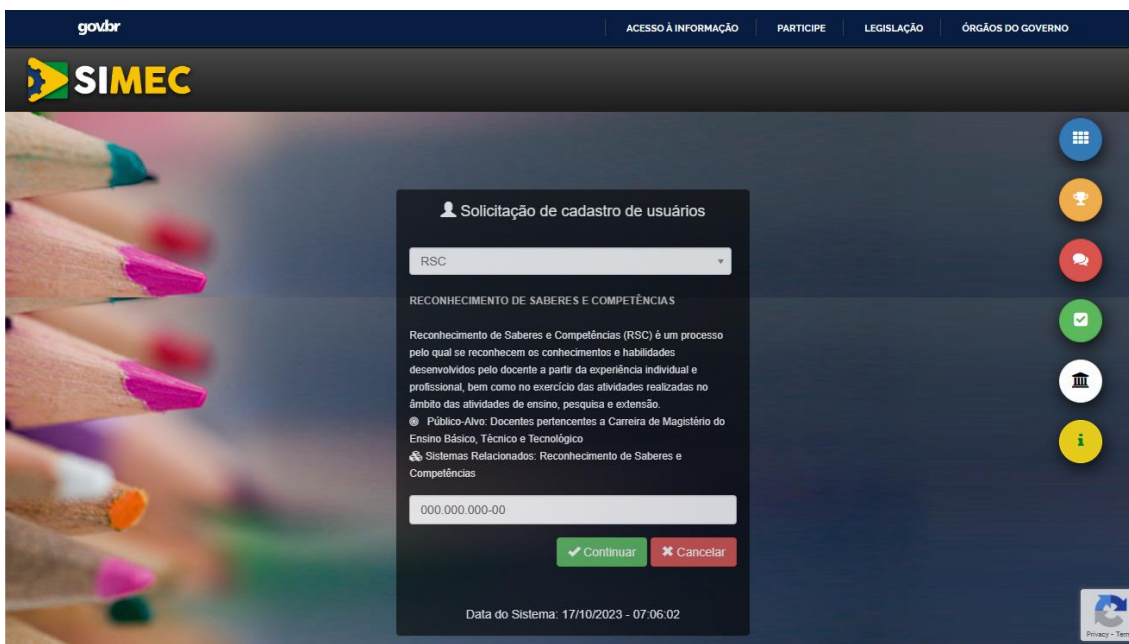 gov.br
ACESSO À INFORMAÇÃO
PARTICIPE
LEGISLAÇÃO
ÓRGÃOS DO GOVERNO
SIMEC
Solicitação de cadastro de usuários
RSC
RECONHECIMENTO DE SABERES E COMPETÊNCIAS
Reconhecimento de Saberes e Competências (RSC) é um processo
pelo qual se reconhecem os conhecimentos e habilidades
desenvolvidos pelo docente a partir da experiência individual e
profissional, bem como no exercício das atividades realizadas no
âmbito das atividades de ensino, pesquisa e extensão.
Público-Alvo: Docentes pertencentes a Carreira de Magistério do
Ensino Básico, Técnico e Tecnológico
Sistemas Relacionados: Reconhecimento de Saberes e
Competências
000.000.000-00
Continuar
Cancelar
Data do Sistema: 17/10/2023 - 07:06:02
Privacy - Ter